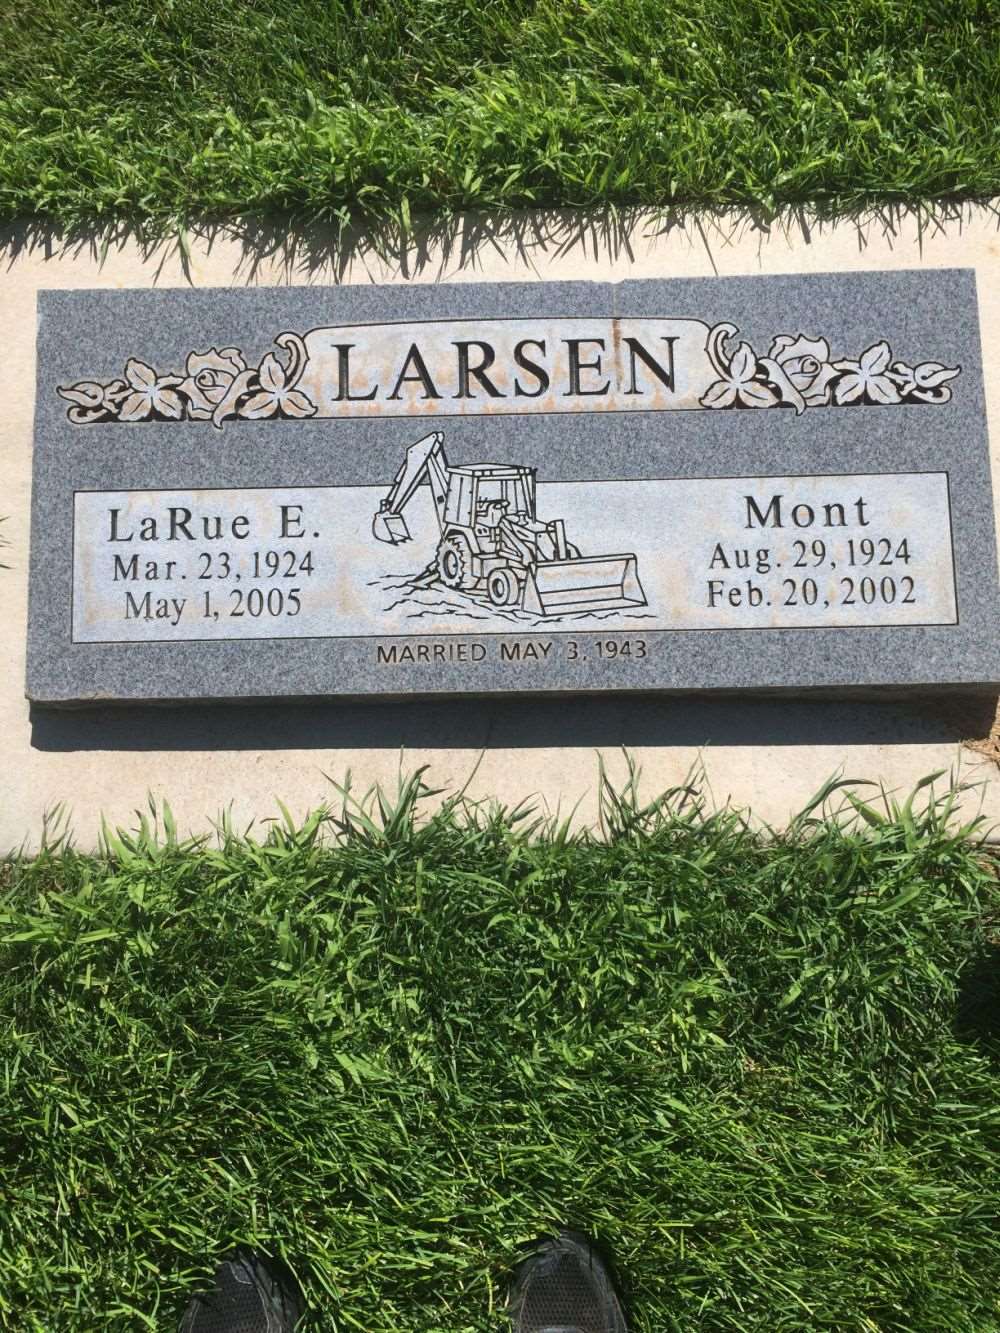 LARSEN
LaRue E.
Mar. 23, 1924
May 1, 2005
Mont
Aug. 29, 1924
Feb. 20, 2002
MARRIED MAY 3, 1943